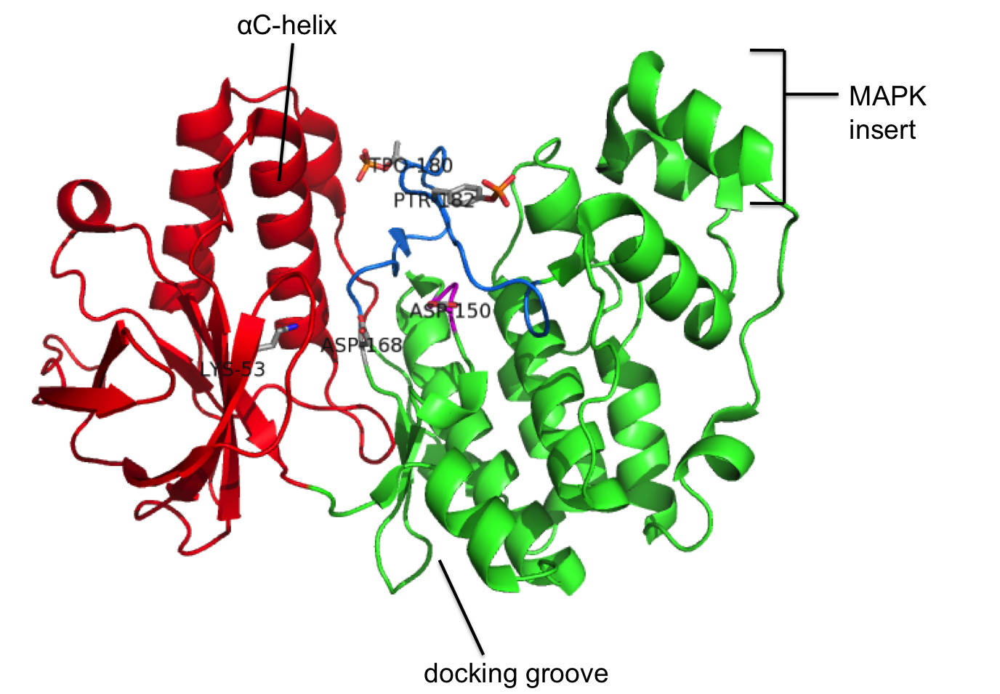 αC-helix
MAPK
insert
TPO-180
PTR-182
ASP-150
ASP-168
LYS-53
docking groove